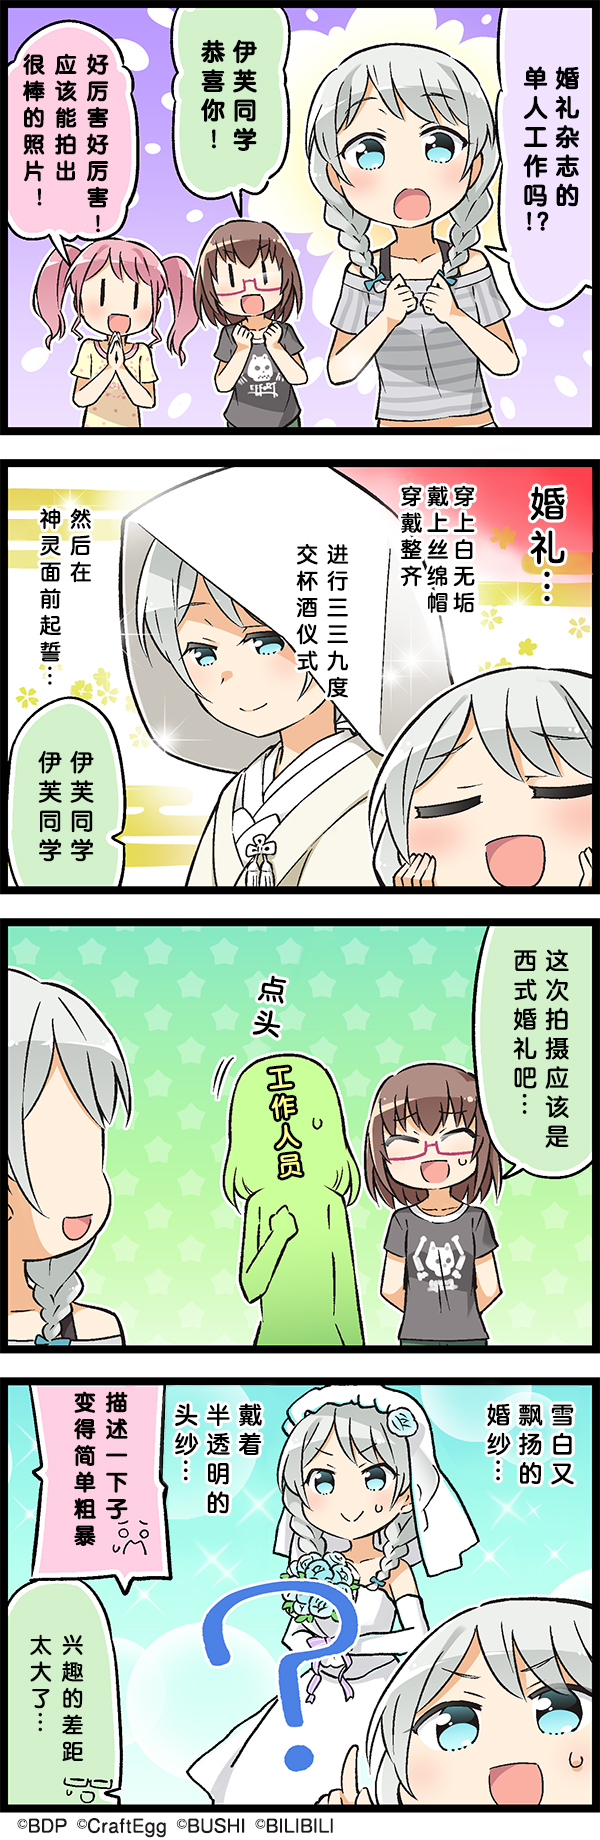 婚礼杂志的
单人工作吗!?
伊芙同学
恭喜你！
好厉害好厉害！
应该能拍出
很棒的照片！
婚礼…
穿上白无垢
戴上丝绵帽
穿戴整齐
进行三三九度
交杯酒仪式
然后在
神灵面前起誓…
伊芙同学
伊芙同学
这次拍摄应该是
西式婚礼吧…
点头
工作人员
雪白又
飘扬的
婚纱…
戴着
半透明的
头纱…
描述一下子
变得简单粗暴
？
兴趣的差距
太大了…
©BDP ©CraftEgg ©BUSHI ©BILIBILI